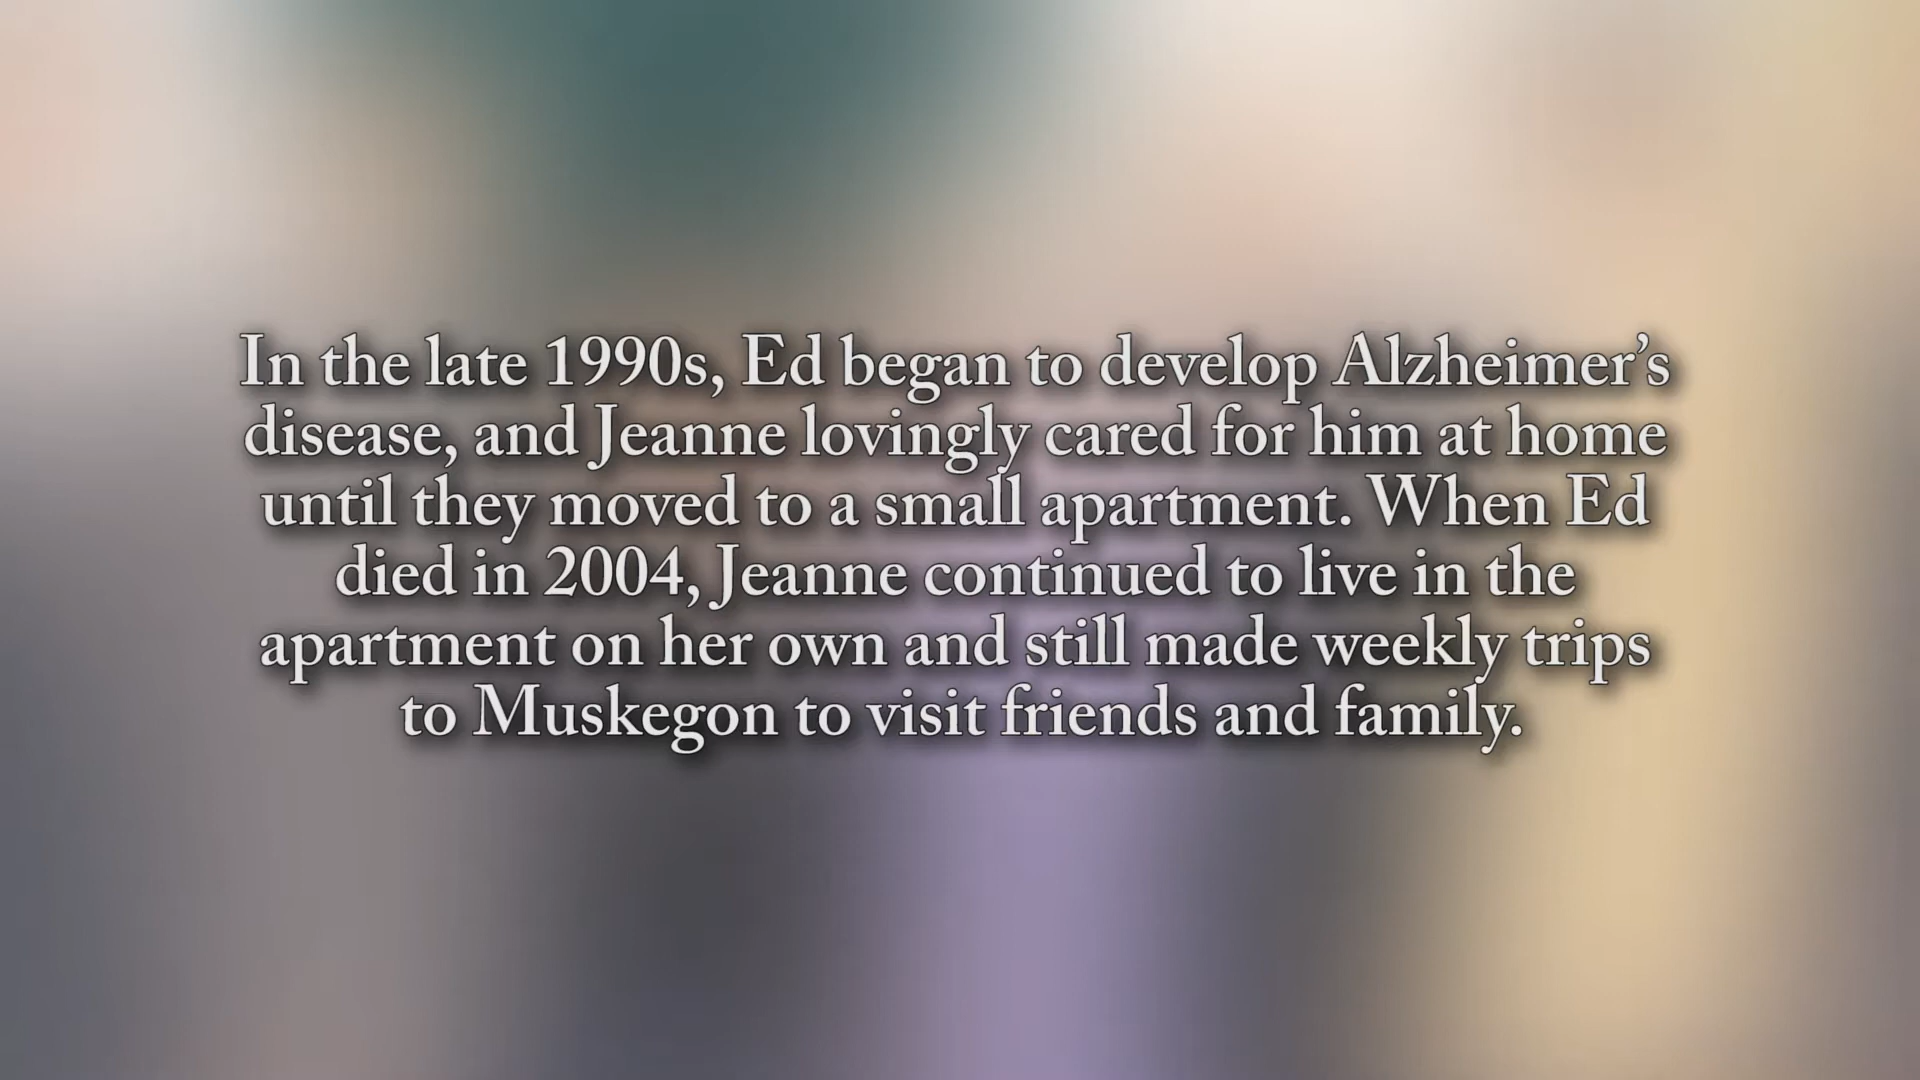 In the late 1990s, Ed began to develop Alzheimer’s
disease, and Jeanne lovingly cared for him at home
until they moved to a small apartment. When Ed
died in 2004, Jeanne continued to live in the
apartment on her own and still made weekly trips
to Muskegon to visit friends and family.